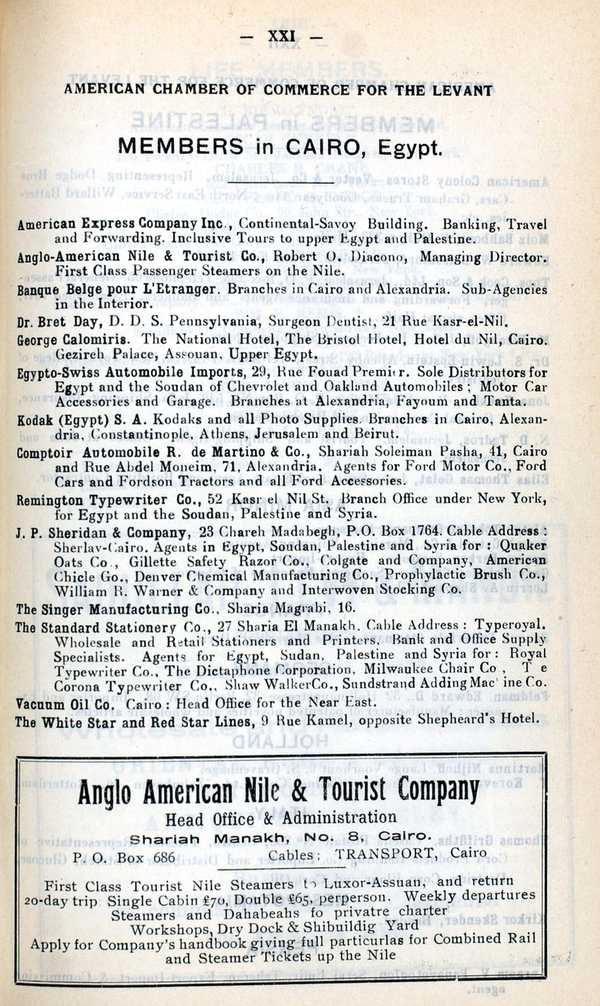 — XXI —
AMERICAN CHAMBER OF COMMERCE FOR THE LEVANT
MEMBERS in CAIRO, Egypt.
American Express Company Inc., Continental-Savoy Building. Banking, Travel
and Forwarding. Inclusive Tours to upper Egypt and Palestine.
Anglo-American Nile & Tourist Co., Robert O. Diacono, Managing Director.
First Class Passenger Steamers on the Nile.
Banque Belge pour L'Etranger. Branches in Cairo and Alexandria. Sub-Agencies
in the Interior.
Dr. Bret Day, D. D. S. Pennsylvania, Surgeon Dentist, 21 Rue Kasr-el-Nil.
George Calomiris. The National Hotel, The Bristol Hotel, Hotel du Nil, Cairo.
Gezireh Palace, Assouan, Upper Egypt.
Egypto-Swiss Automobile Imports, 29, Rue Fouad Premier. Sole Distributors for
Egypt and the Soudan of Chevrolet and Oakland Automobiles; Motor Car
Accessories and Garage. Branches at Alexandria, Fayoum and Tanta.
Kodak (Egypt) S. A. Kodaks and all Photo Supplies. Branches in Cairo, Alexan-
dria, Constantinople, Athens, Jerusalem and Beirut.
Comptoir Automobile R. de Martino & Co., Shariah Soleiman Pasha, 41, Cairo
and Rue Abdel Moneim, 71, Alexandria. Agents for Ford Motor Co., Ford
Cars and Fordson Tractors and all Ford Accessories.
Remington Typewriter Co., 52 Kasr el Nil St. Branch Office under New York,
for Egypt and the Soudan, Palestine and Syria.
J. P. Sheridan & Company, 23 Chareh Madabegh, P.O. Box 1764. Cable Address :
Sherlav-Cairo. Agents in Egypt, Soudan, Palestine and Syria for : Quaker
Oats Co., Gillette Safety Razor Co., Colgate and Company, American
Chicle Go., Denver Chemical Manufacturing Co., Prophylactic Brush Co.,
William R. Warner & Company and Interwoven Stocking Co.
The Singer Manufacturing Co., Sharia Magrabi, 16.
The Standard Stationery Co., 27 Sharia El Manakh. Cable Address : Typeroyal.
Wholesale and Retail Stationers and Printers. Bank and Office Supply
Specialists. Agents for Egypt, Sudan, Palestine and Syria for : Royal
Typewriter Co., The Dictaphone Corporation, Milwaukee Chair Co , T e
Corona Typewriter Co., Shaw WalkerCo., Sundstrand Adding Mac ine Co.
Vacuum Oil Co. Cairo : Head Office for the Near East.
The White Star and Red Star Lines, 9 Rue Kamel, opposite Shepheard's Hotel.
Anglo American Nile & Tourist Company
Head Office & Administration
Shariah Manakh, No. 8, Cairo.
P. O. Box 686 Cables: TRANSPORT, Cairo
First Class Tourist Nile Steamers to Luxor-Assuan, and return
20-day trip Single Cabin £70, Double £65, perperson. Weekly departures
Steamers and Dahabeahs fo privatre charter
Workshops, Dry Dock & Shibuildig Yard
Apply for Company's handbook giving full particurlas for Combined Rail
and Steamer Tickets up the Nile